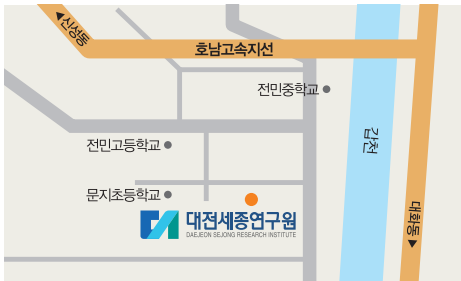 ◀신성동
호남고속지선
전민중학교
갑천
전민고등학교
문지초등학교
대전세종연구원
DAEJEON SEJONG RESEARCH INSTITUTE
대화동▶